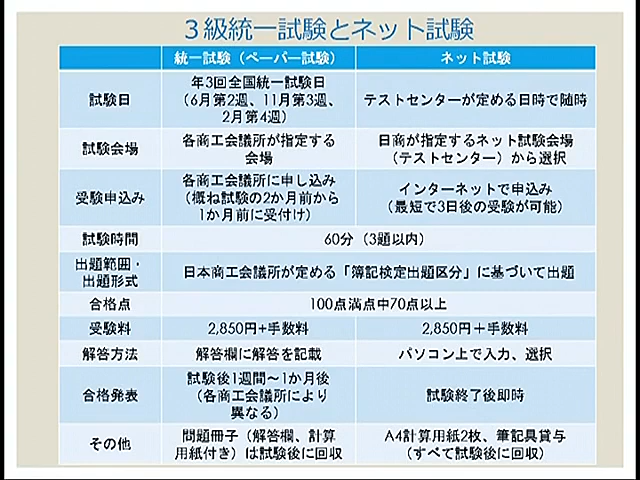 ３級統一試験とネット試験
統一試験（ペーパー試験）
ネット試験
試験日
年3回全国統一試験日
（6月第2週、11月第3週、
2月第4週）
テストセンターが定める日時で随時
試験会場
各商工会議所が指定する
会場
日商が指定するネット試験会場
（テストセンター）から選択
受験申込み
各商工会議所に申し込み
（概ね試験の2か月前から
1か月前に受付け）
インターネットで申込み
（最短で3日後の受験が可能）
試験時間
60分（3題以内）
出題範囲・
出題形式
日本商工会議所が定める「簿記検定出題区分」に基づいて出題
合格点
100点満点中70点以上
受験料
2,850円+手数料
2,850円＋手数料
解答方法
解答欄に解答を記載
パソコン上で入力、選択
合格発表
試験後1週間～1か月後
（各商工会議所により
異なる）
試験終了後即時
その他
問題冊子（解答欄、計算
用紙付き）は試験後に回収
A4計算用紙2枚、筆記具貸与
（すべて試験後に回収）